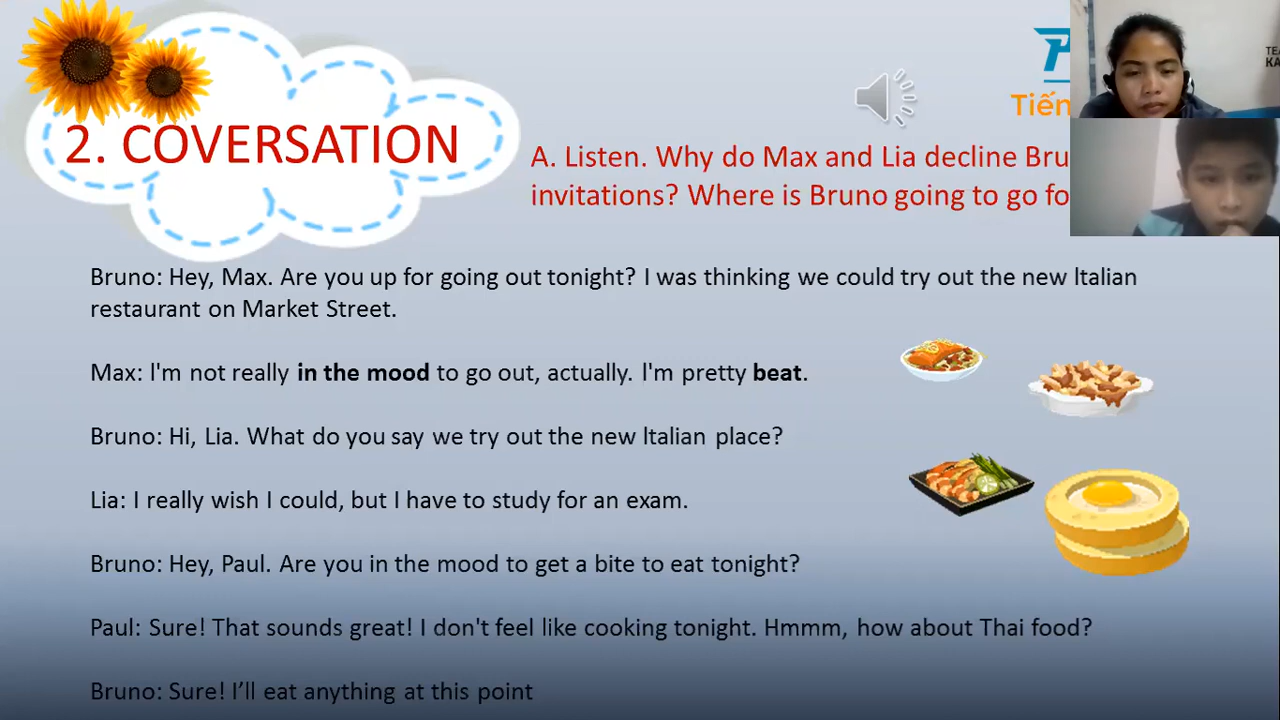 2. COVERSATION
Tiến
A. Listen. Why do Max and Lia decline
invitations? Where is Bruno going to go
Bruno: Hey, Max. Are you up for going out tonight? I was thinking we could try out the new ltalian
restaurant on Market Street.
Max: l'm not really in the mood to go out, actually. l'm pretty beat.
Bruno: Hi, Lia. What do you say we try out the new ltalian place?
Lia: I really wish I could, but I have to study for an exam.
Bruno: Hey, Paul. Are you in the mood to get a bite to eat tonight?
Paul: Sure! That sounds great! I don't feel like cooking tonight. Hmmm, how about Thai food?
Bruno: Sure! I’ll eat anything at this point